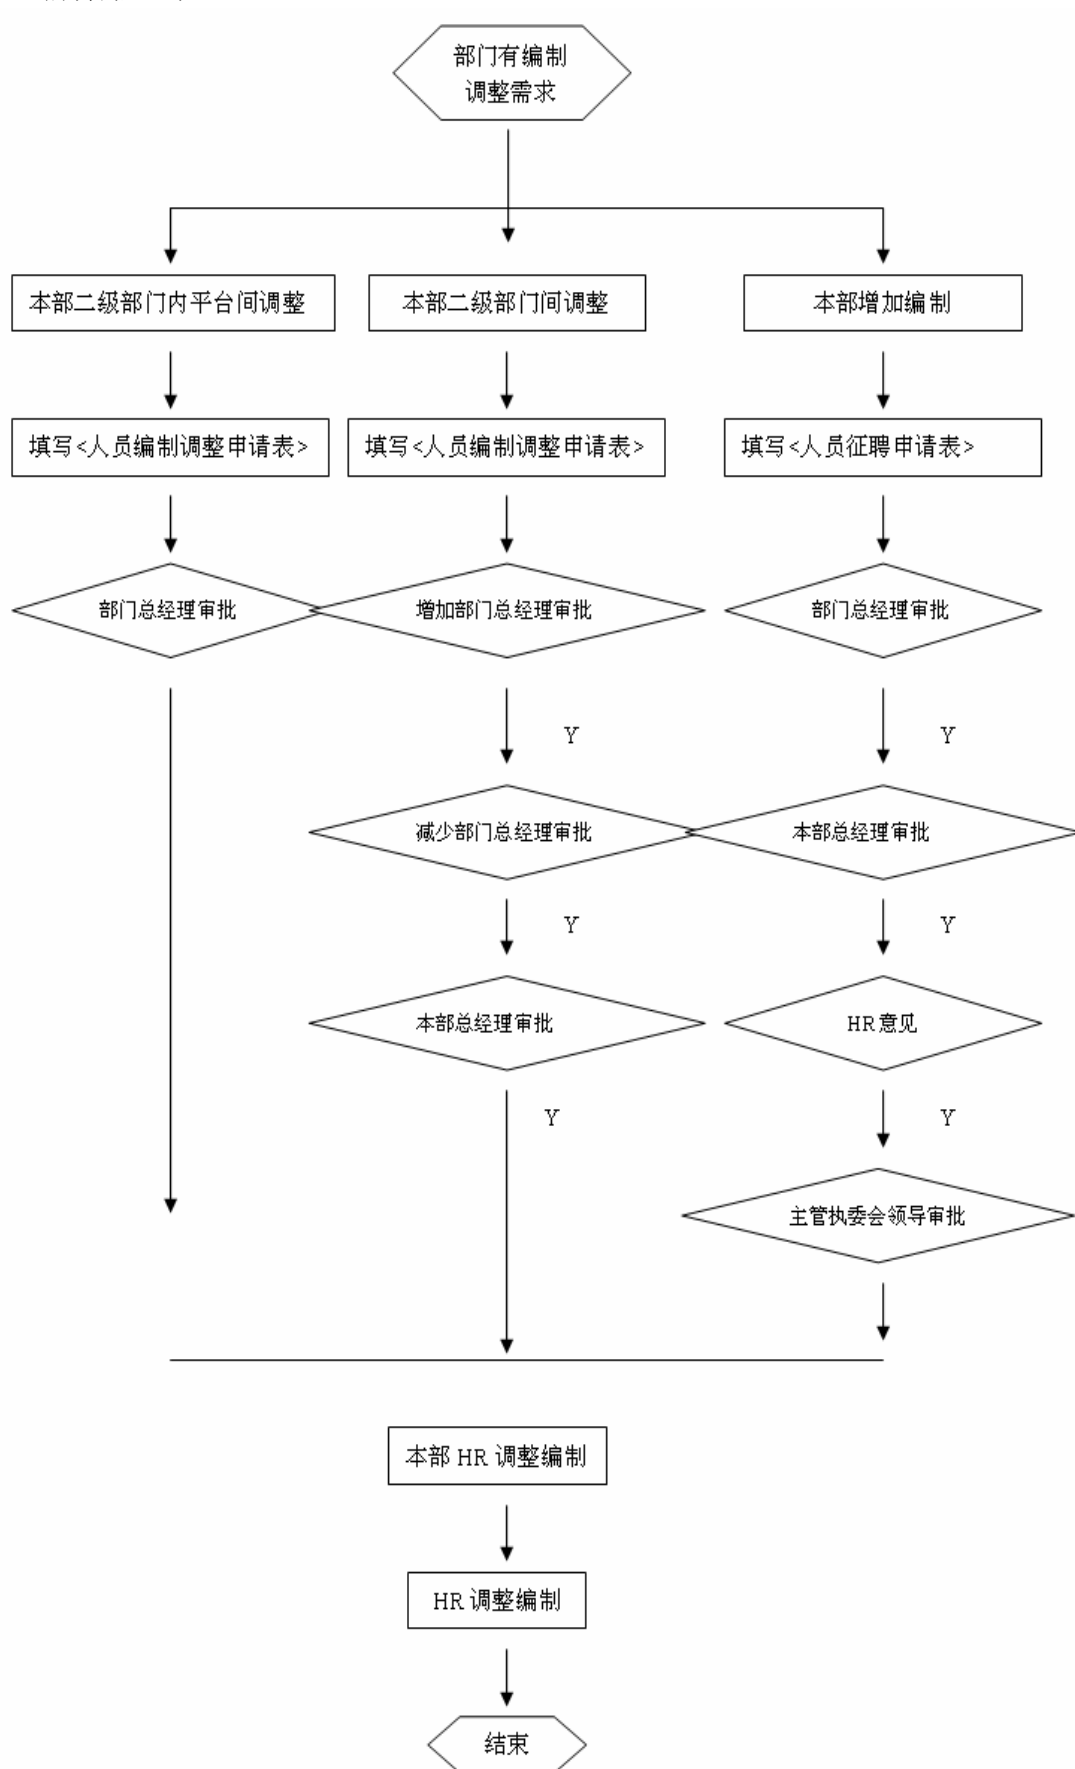 部门有编制
调整需求
本部二级部门内平台间调整
本部二级部门间调整
本部增加编制
填写<人员编制调整申请表>
填写<人员编制调整申请表>
填写<人员征聘申请表>
部门总经理审批
增加部门总经理审批
部门总经理审批
Y
Y
减少部门总经理审批
本部总经理审批
Y
Y
本部总经理审批
HR意见
Y
Y
主管执委会领导审批
本部 HR 调整编制
HR 调整编制
结束